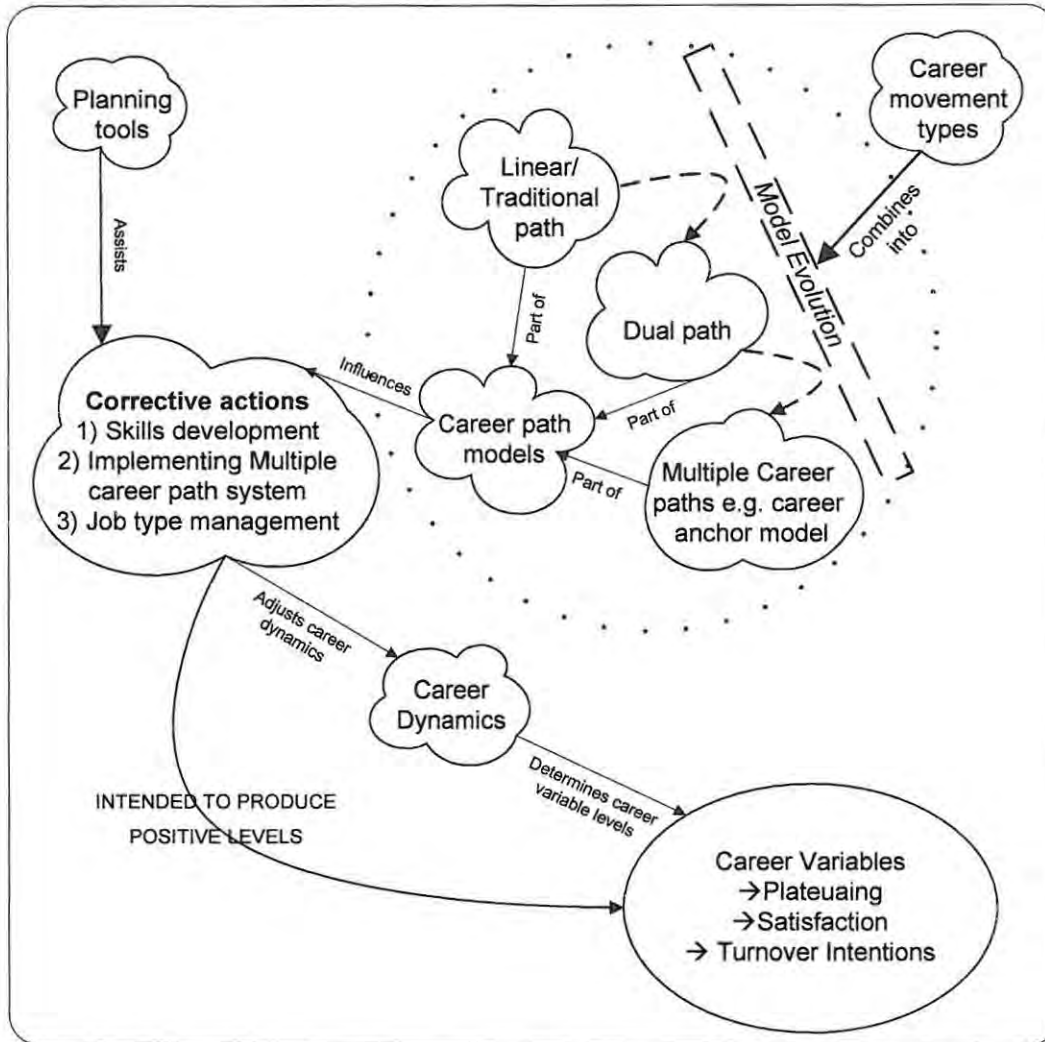 Planning
tools
Career
movement
types
Linear/
Traditional
path
Model Evolution
Combines
into
Assists
Part of
Dual path
Influences
Career path
models
Part of
Part of
Multiple Career
paths e.g. career
anchor model
Corrective actions
1) Skills development
2) Implementing Multiple
career path system
3) Job type management
Adjusts career
dynamics
Career
Dynamics
Determines career
variable levels
INTENDED TO PRODUCE
POSITIVE LEVELS
Career Variables
→Plateuaing
→Satisfaction
→ Turnover Intentions